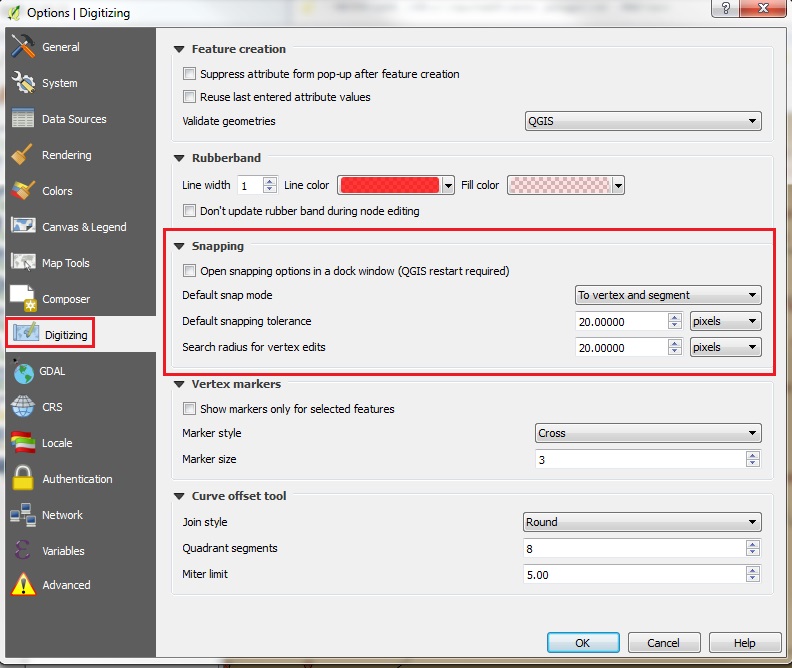 Options | Digitizing
?
General
System
Data Sources
Rendering
Colors
Canvas & Legend
Map Tools
Composer
Digitizing
GDAL
CRS
Locale
Authentication
Network
Variables
Advanced
Feature creation
Suppress attribute form pop-up after feature creation
Reuse last entered attribute values
Validate geometries QGIS
Rubberband
Line width 1 Line color Fill color
Don't update rubber band during node editing
Snapping
Open snapping options in a dock window (QGIS restart required)
Default snap mode To vertex and segment
Default snapping tolerance 20.00000 pixels
Search radius for vertex edits 20.00000 pixels
Vertex markers
Show markers only for selected features
Marker style Cross
Marker size 3
Curve offset tool
Join style Round
Quadrant segments 8
Miter limit 5.00
OK Cancel Help